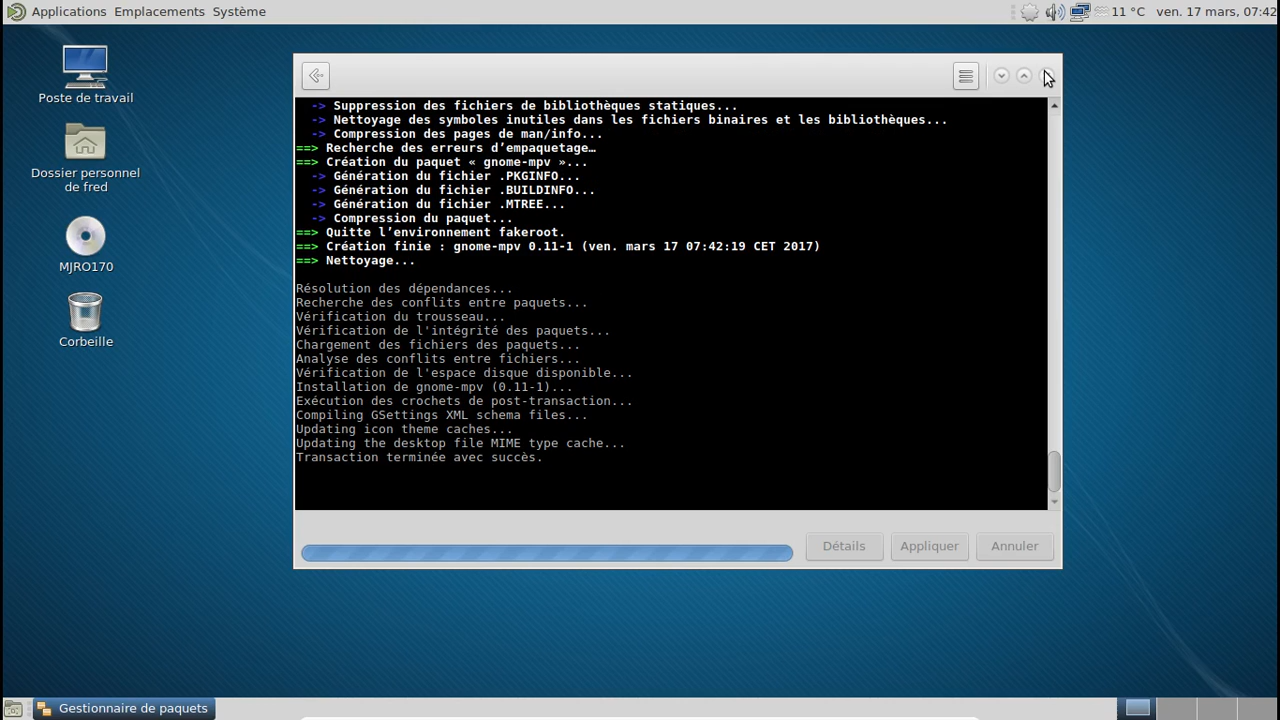 Applications Emplacements Système
11 °C ven. 17 mars, 07:42
Poste de travail
Dossier personnel
de fred
MJRO170
Corbeille
-> Suppression des fichiers de bibliothèques statiques...
-> Nettoyage des symboles inutiles dans les fichiers binaires et les bibliothèques...
-> Compression des pages de man/info...
==> Recherche des erreurs d’empaquetage…
==> Création du paquet « gnome-mpv »...
-> Génération du fichier .PKGINFO...
-> Génération du fichier .BUILDINFO...
-> Génération du fichier .MTREE...
-> Compression du paquet...
==> Quitte l’environnement fakeroot.
==> Création finie : gnome-mpv 0.11-1 (ven. mars 17 07:42:19 CET 2017)
==> Nettoyage...
Résolution des dépendances...
Recherche des conflits entre paquets...
Vérification du trousseau...
Vérification de l'intégrité des paquets...
Chargement des fichiers des paquets...
Analyse des conflits entre fichiers...
Vérification de l'espace disque disponible...
Installation de gnome-mpv (0.11-1)...
Exécution des crochets de post-transaction...
Compiling GSettings XML schema files...
Updating icon theme caches...
Updating the desktop file MIME type cache...
Transaction terminée avec succès.
Détails Appliquer Annuler
Gestionnaire de paquets